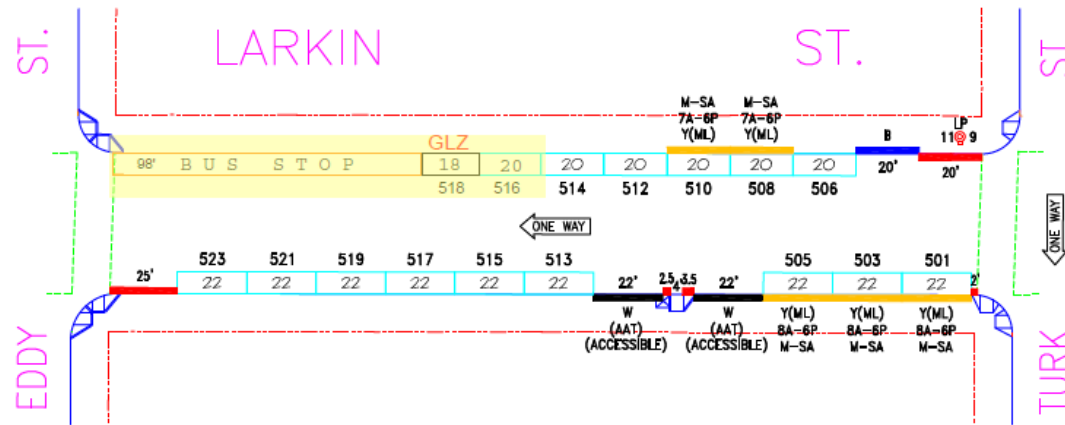 ST.
LARKIN ST.
ST
M-SA M-SA
7A-6P 7A-6P
Y(ML) Y(ML)
LP
11 9
GLZ
B
98' BUS STOP 18 20 20 20 20 20 20 20' 20'
518 516 514 512 510 508 506
ONE WAY
ONE WAY
523 521 519 517 515 513 505 503 501
25' 22 22 22 22 22 22 22' 2.5 4 3.5 22' 22 22 22 2'
W W Y(ML) Y(ML) Y(ML)
(AAT) (AAT) 8A-6P 8A-6P 8A-6P
(ACCESSIBLE) (ACCESSIBLE) M-SA M-SA M-SA
EDDY
TURK